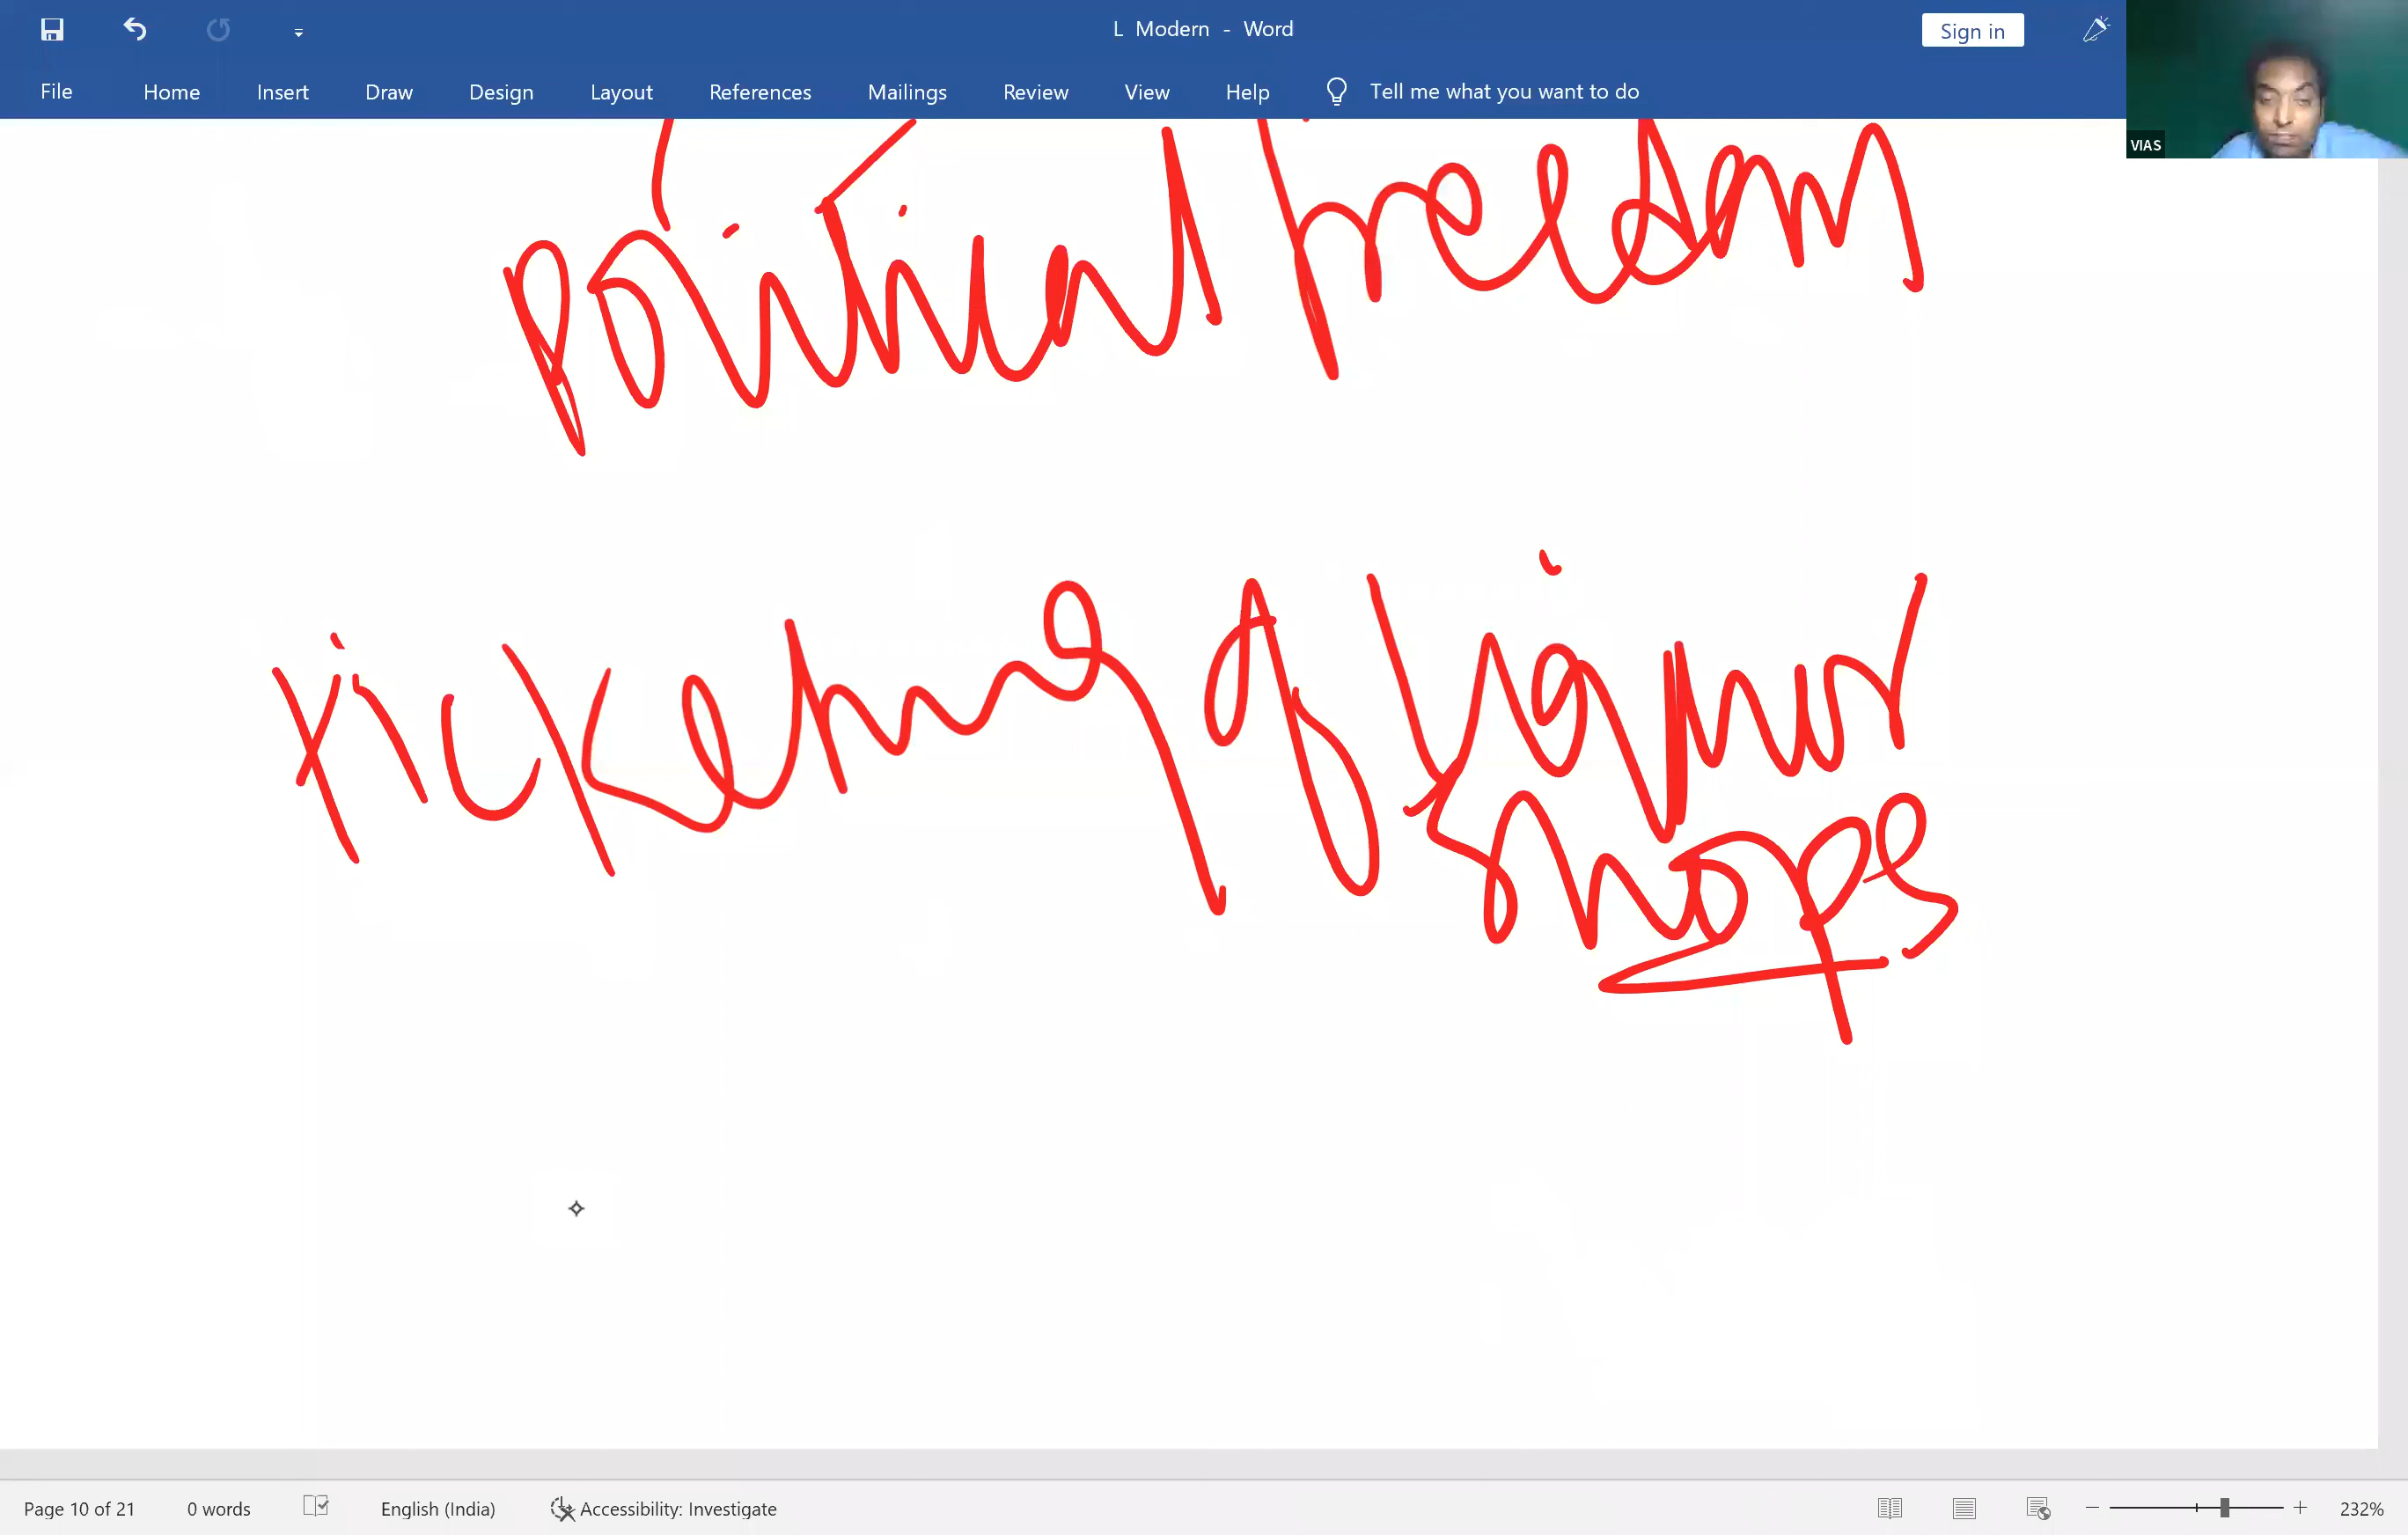 L Modern - Word
Sign in
File Home Insert Draw Design Layout References Mailings Review View Help Tell me what you want to do
VIAS
political freedom
Picketing of liquor
shops
Page 10 of 21 0 words English (India) Accessibility: Investigate 232%